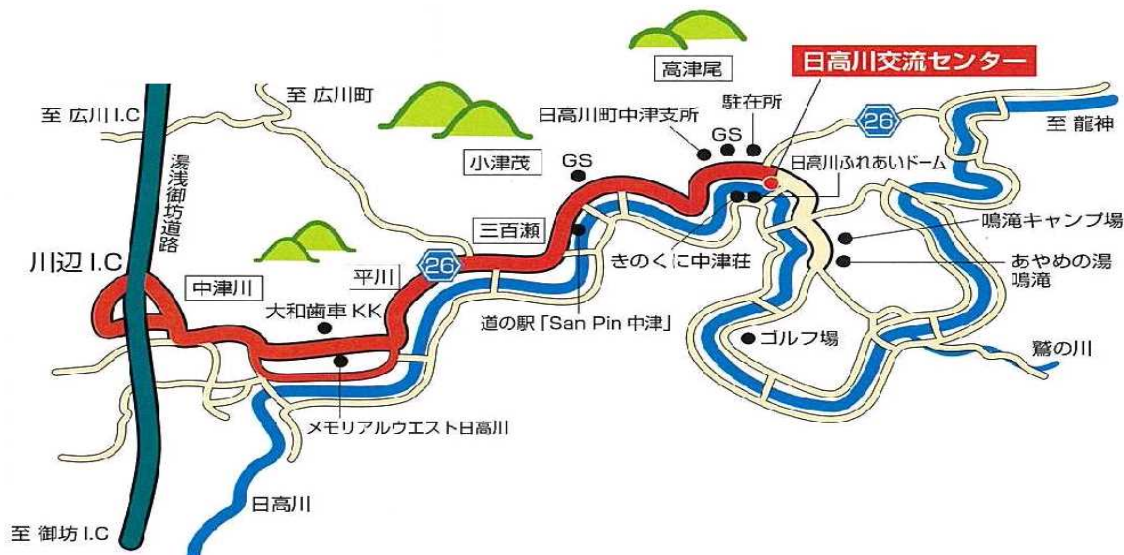 高津尾
日高川交流センター
至 広川町
至 広川I.C
日高川町中津支所
駐在所
GS
26
至 龍神
小津茂
GS
日高川ふれあいドーム
湯浅御坊道路
三百瀬
鳴滝キャンプ場
川辺I.C
平川
26
きのくに中津荘
あやめの湯
鳴滝
中津川
大和歯車KK
道の駅「San Pin 中津」
ゴルフ場
鷲の川
メモリアルウエスト日高川
日高川
至 御坊I.C